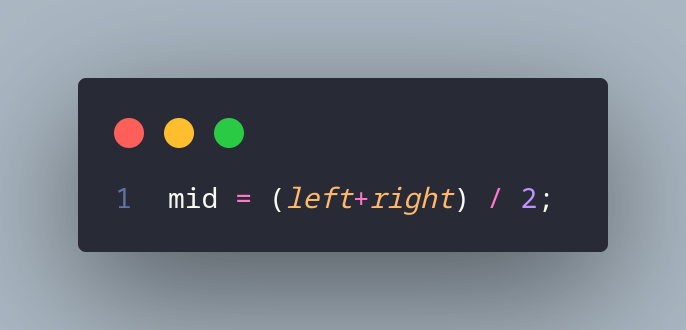 1 mid = (left+right) / 2;